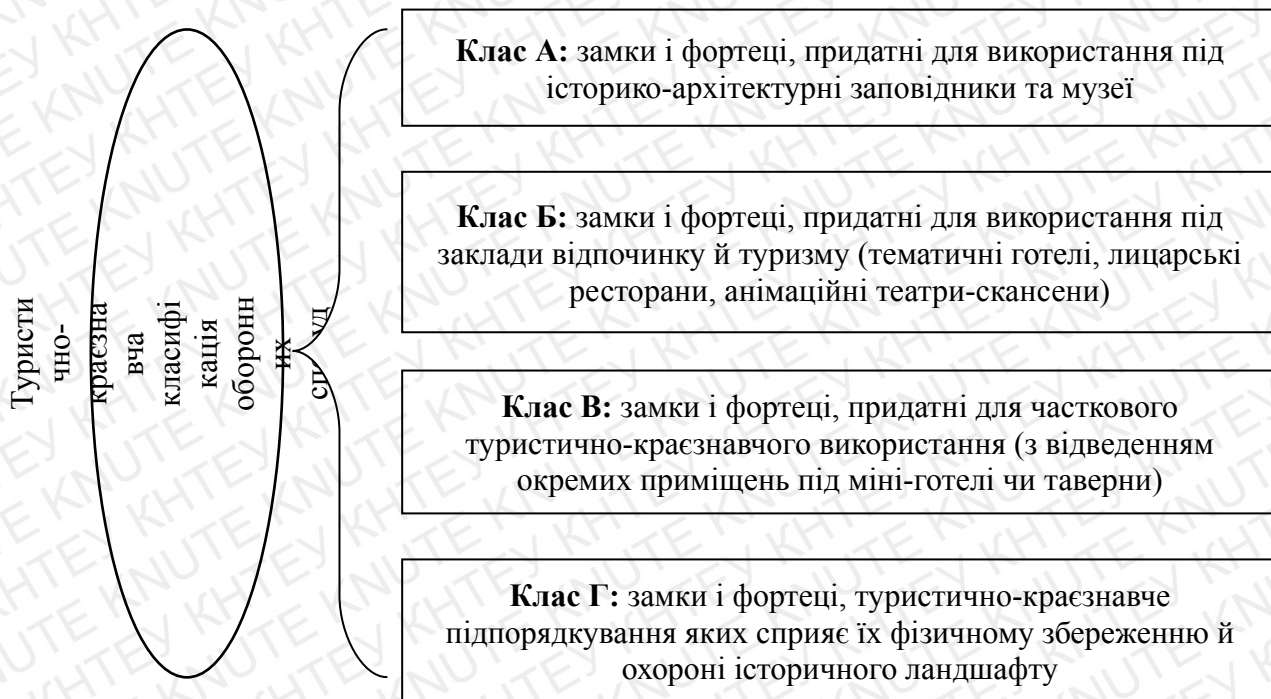 Туристи
чно-
краєзна
вча
класифі
кація
оборонн
их
споруд
Клас А: замки і фортеці, придатні для використання під
історико-архітектурні заповідники та музеї
Клас Б: замки і фортеці, придатні для використання під
заклади відпочинку й туризму (тематичні готелі, лицарські
ресторани, анімаційні театри-скансени)
Клас В: замки і фортеці, придатні для часткового
туристично-краєзнавчого використання (з відведенням
окремих приміщень під міні-готелі чи таверни)
Клас Г: замки і фортеці, туристично-краєзнавче
підпорядкування яких сприяє їх фізичному збереженню й
охороні історичного ландшафту